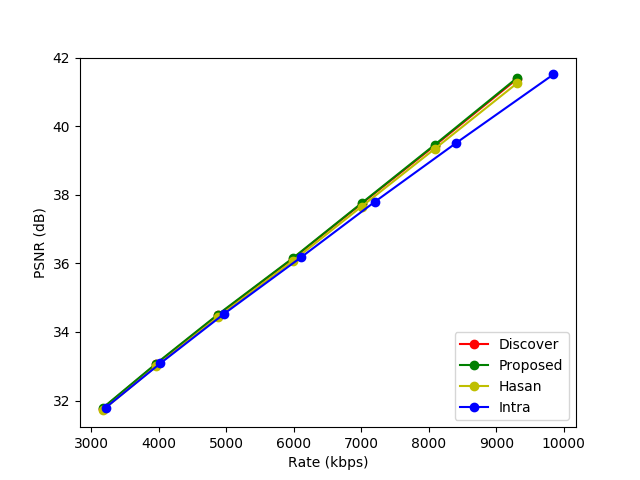 42
40
38
36
34
32
PSNR (dB)
3000 4000 5000 6000 7000 8000 9000 10000
Rate (kbps)
Discover
Proposed
Hasan
Intra